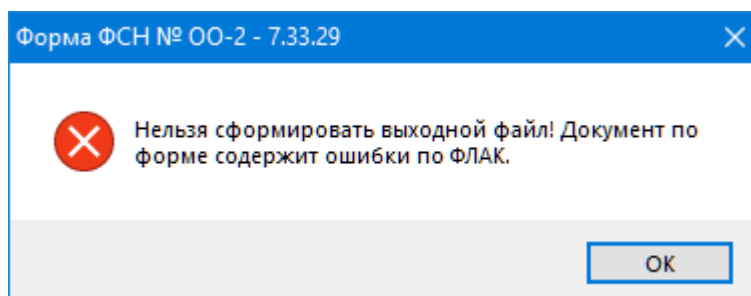 Форма ФСН № ОО-2 - 7.33.29
Нельзя сформировать выходной файл! Документ по
форме содержит ошибки по ФЛАК.
ОК